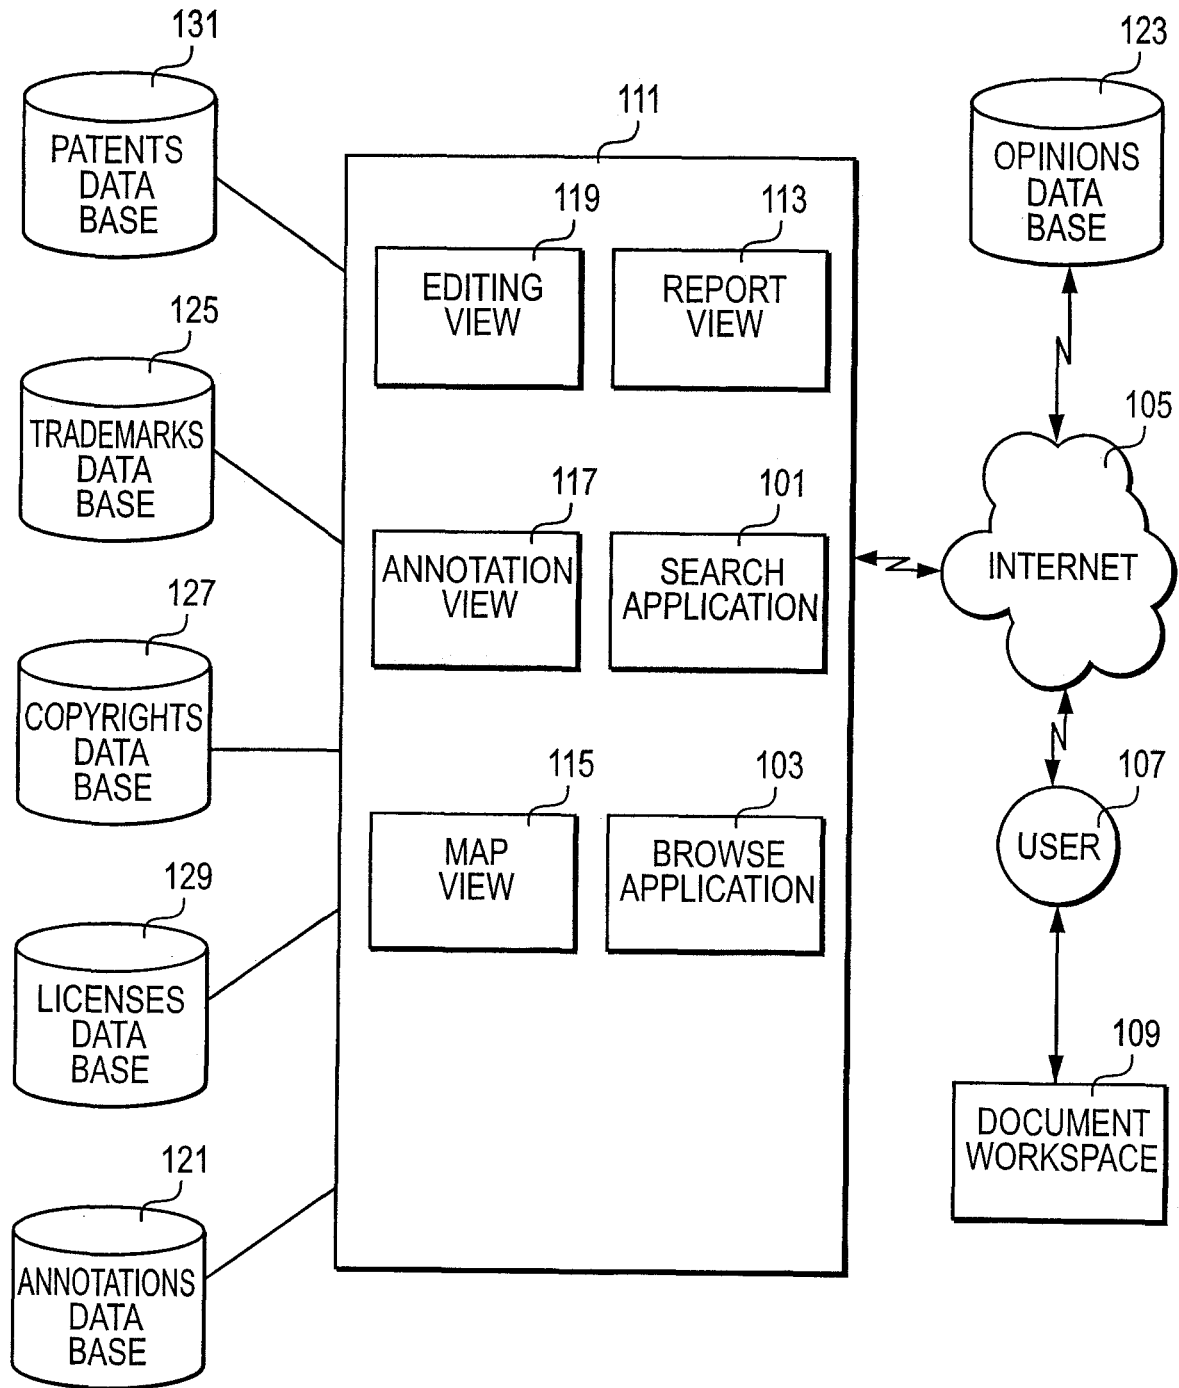 131
PATENTS
DATA
BASE
125
TRADEMARKS
DATA
BASE
127
COPYRIGHTS
DATA
BASE
129
LICENSES
DATA
BASE
121
ANNOTATIONS
DATA
BASE
111
119
EDITING
VIEW
113
REPORT
VIEW
117
ANNOTATION
VIEW
101
SEARCH
APPLICATION
115
MAP
VIEW
103
BROWSE
APPLICATION
123
OPINIONS
DATA
BASE
105
INTERNET
107
USER
109
DOCUMENT
WORKSPACE